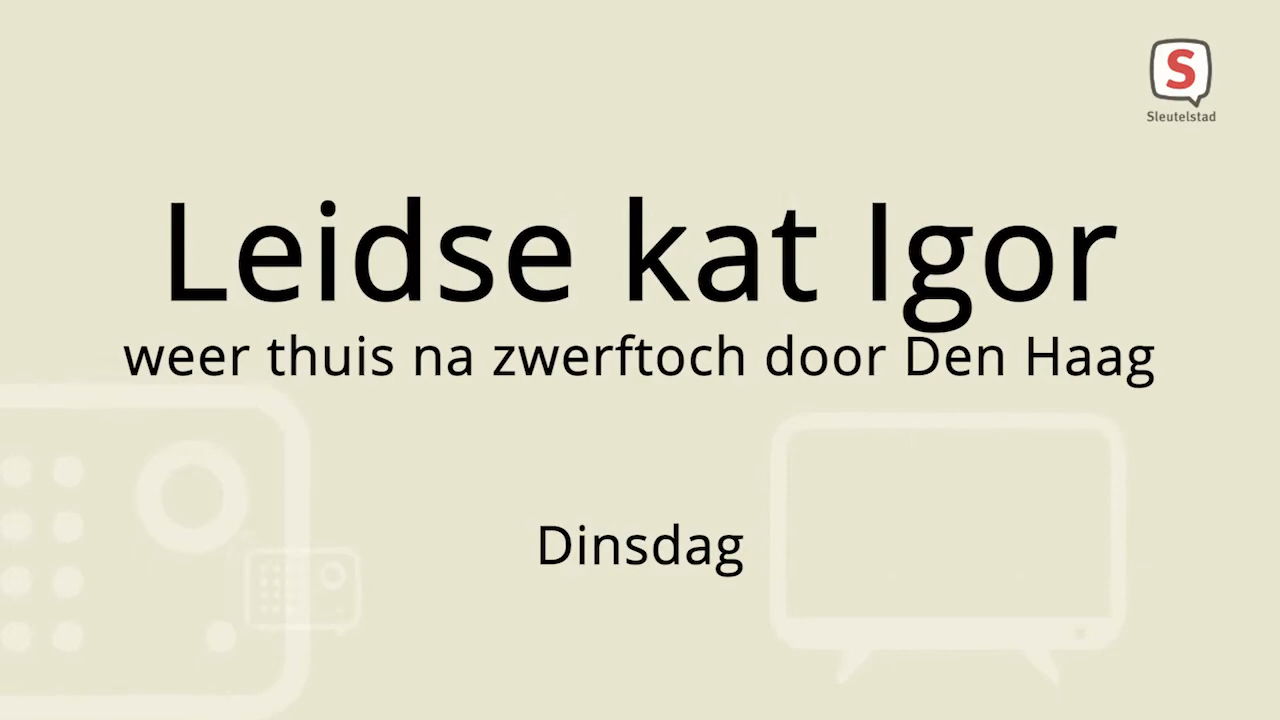 S
Sleutelstad
Leidse kat Igor
weer thuis na zwerftoch door Den Haag
Dinsdag